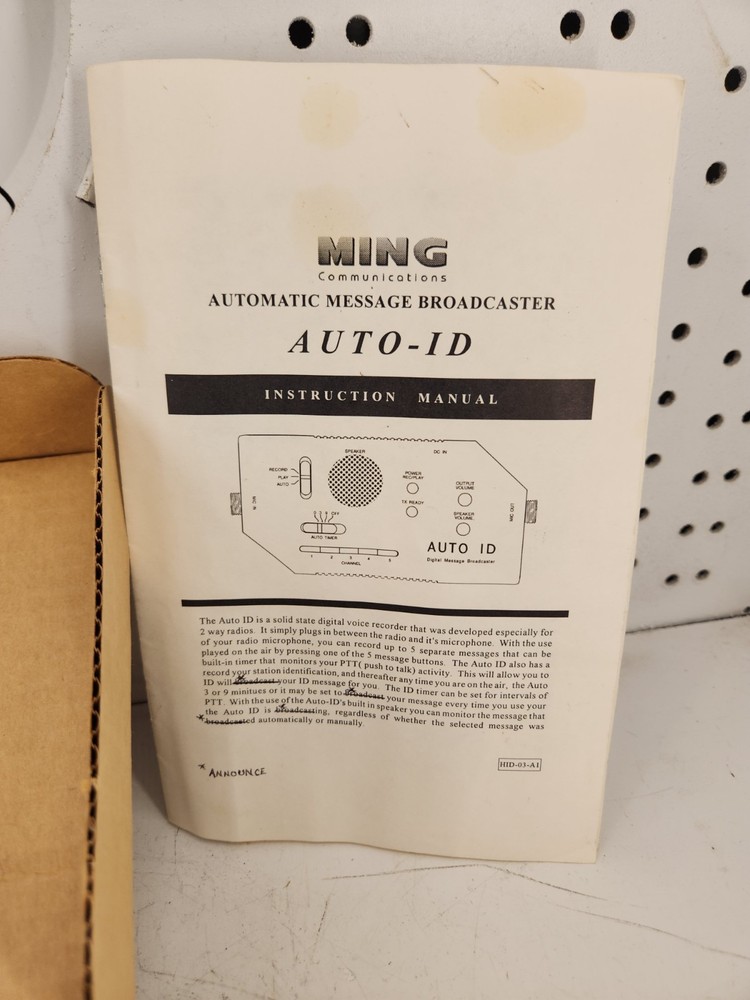 MING
Communications
AUTOMATIC MESSAGE BROADCASTER
AUTO-ID
INSTRUCTION MANUAL
SPEAKER
DC IN
RECORD
PLAY
AUTO
POWER
REC/PLAY
TX READY
OUTPUT
VOLUME
SPEAKER
VOLUME
MIC OUT
OFF
AUTO TIMER
1 2 3 4 5
CHANNEL
AUTO ID
Digital Message Broadcaster
The Auto ID is a solid state digital voice recorder that was developed especially for
2 way radios. It simply plugs in between the radio and it's microphone. With the use
of your radio microphone, you can record up to 5 separate messages that can be
played on the air by pressing one of the 5 message buttons. The Auto ID also has a
built-in timer that monitors your PTT( push to talk) activity. This will allow you to
record your station identification, and thereafter any time you are on the air, the Auto
ID will broadcast your ID message for you. The ID timer can be set for intervals of
3 or 9 minitues or it may be set to broadcast your message every time you use your
PTT. With the use of the Auto-ID's built in speaker you can monitor the message that
the Auto ID is broadcasting, regardless of whether the selected message was
* broadcasted automatically or manually.
* ANNOUNCE
HID-03-A1